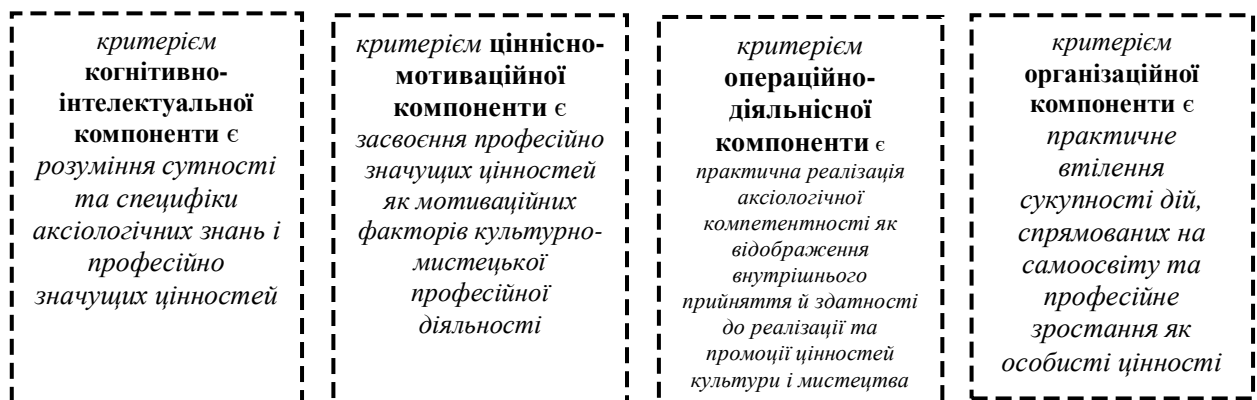 критерієм
когнітивно-
інтелектуальної
компоненти є
розуміння сутності
та специфіки
аксіологічних знань і
професійно
значущих цінностей
критерієм ціннісно-
мотиваційної
компоненти є
засвоєння професійно
значущих цінностей
як мотиваційних
факторів культурно-
мистецької
професійної
діяльності
критерієм
операційно-
діяльнісної
компоненти є
практична реалізація
аксіологічної
компетентності як
відображення
внутрішнього
прийняття й здатності
до реалізації та
промоції цінностей
культури і мистецтва
критерієм
організаційної
компоненти є
практичне
втілення
сукупності дій,
спрямованих на
самоосвіту та
професійне
зростання як
особисті цінності